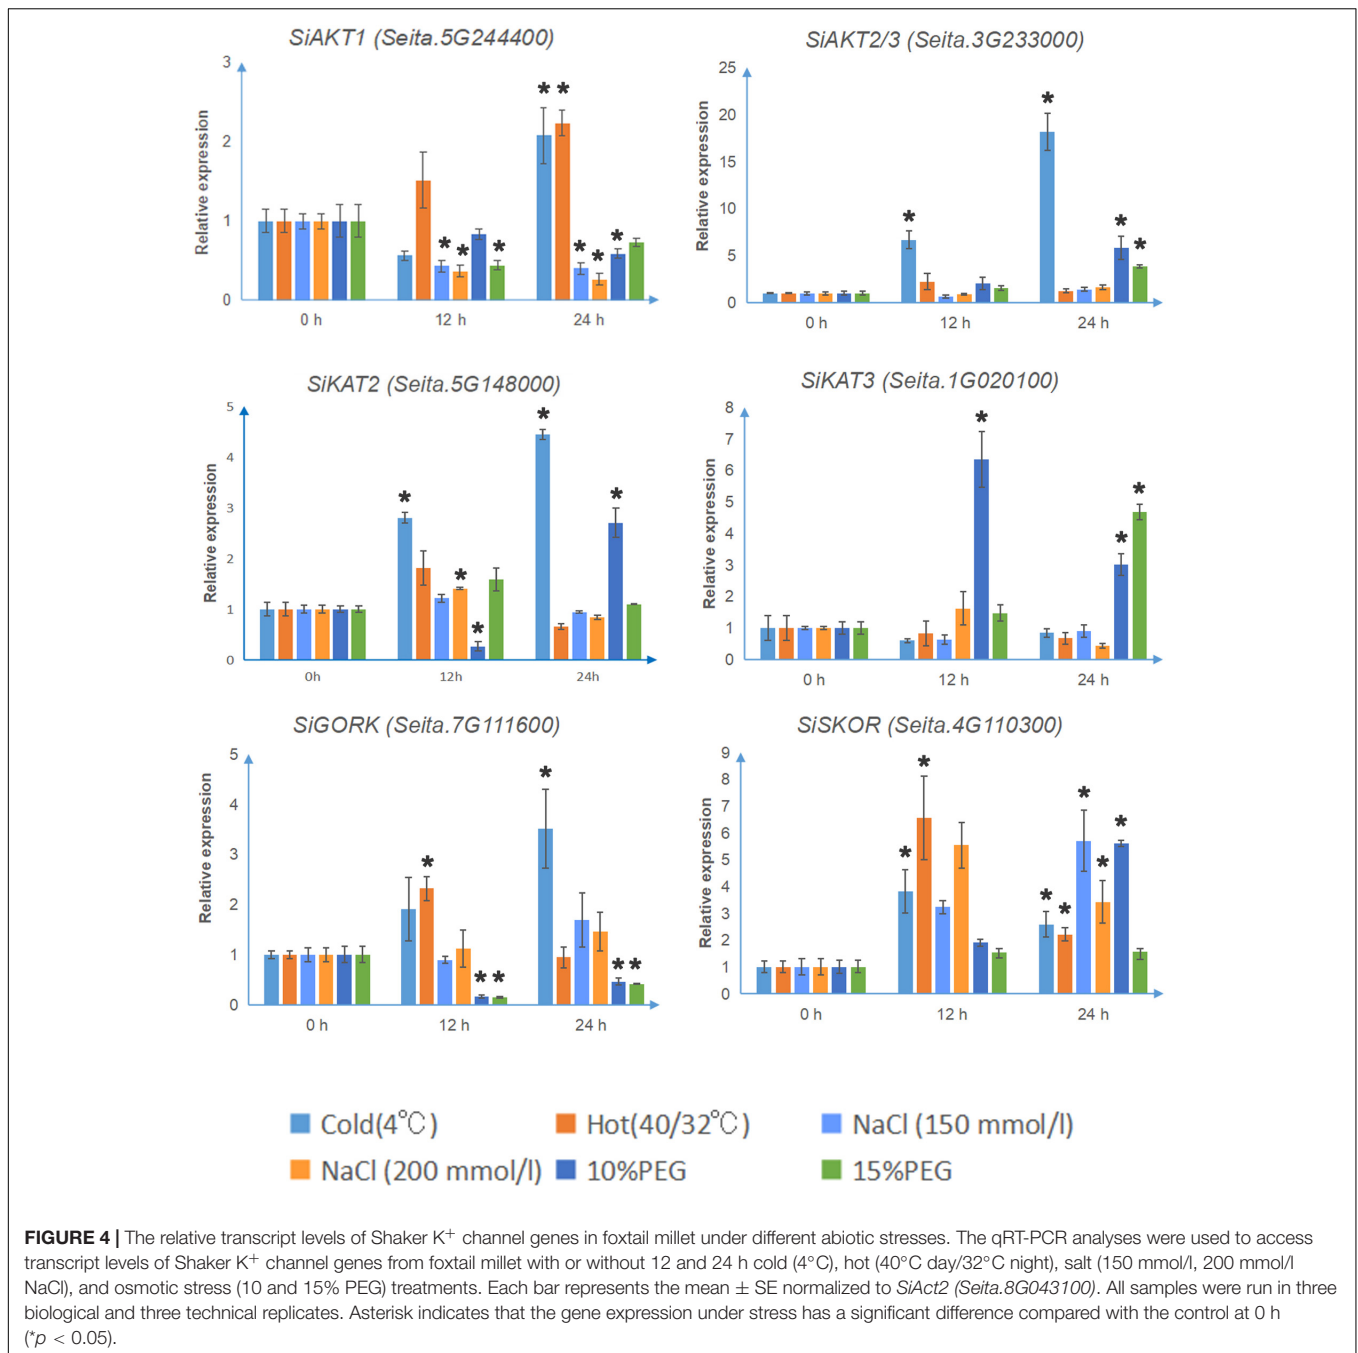 SiAKT1 (Seita.5G244400)
Relative expression
3
2
1
0
* * * * * * * * *
0 h 12 h 24 h
SiAKT2/3 (Seita.3G233000)
Relative expression
25
20
15
10
5
0
* * * *
0 h 12 h 24 h
SiKAT2 (Seita.5G148000)
Relative expression
5
4
3
2
1
0
* * * * *
0h 12h 24h
SiKAT3 (Seita.1G020100)
Relative expression
8
7
6
5
4
3
2
1
0
* * *
0 h 12 h 24 h
SiGORK (Seita.7G111600)
Relative expression
5
4
3
2
1
0
* * * * * *
0 h 12 h 24 h
SiSKOR (Seita.4G110300)
Relative expression
9
8
7
6
5
4
3
2
1
0
* * * * * * *
0 h 12 h 24 h
Cold(4℃) Hot(40/32℃) NaCl (150 mmol/l)
NaCl (200 mmol/l) 10%PEG 15%PEG
FIGURE 4 | The relative transcript levels of Shaker K+ channel genes in foxtail millet under different abiotic stresses. The qRT-PCR analyses were used to access
transcript levels of Shaker K+ channel genes from foxtail millet with or without 12 and 24 h cold (4°C), hot (40°C day/32°C night), salt (150 mmol/l, 200 mmol/l
NaCl), and osmotic stress (10 and 15% PEG) treatments. Each bar represents the mean ± SE normalized to SiAct2 (Seita.8G043100). All samples were run in three
biological and three technical replicates. Asterisk indicates that the gene expression under stress has a significant difference compared with the control at 0 h
(*p < 0.05).